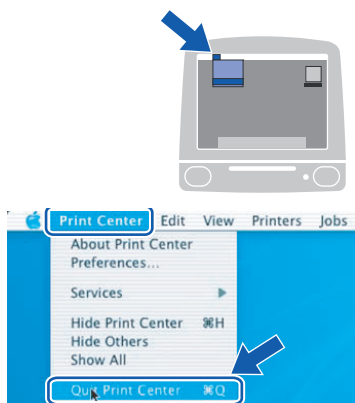 Print Center Edit View Printers Jobs
About Print Center
Preferences...
Services
Hide Print Center ⌘H
Hide Others
Show All
Quit Print Center ⌘Q